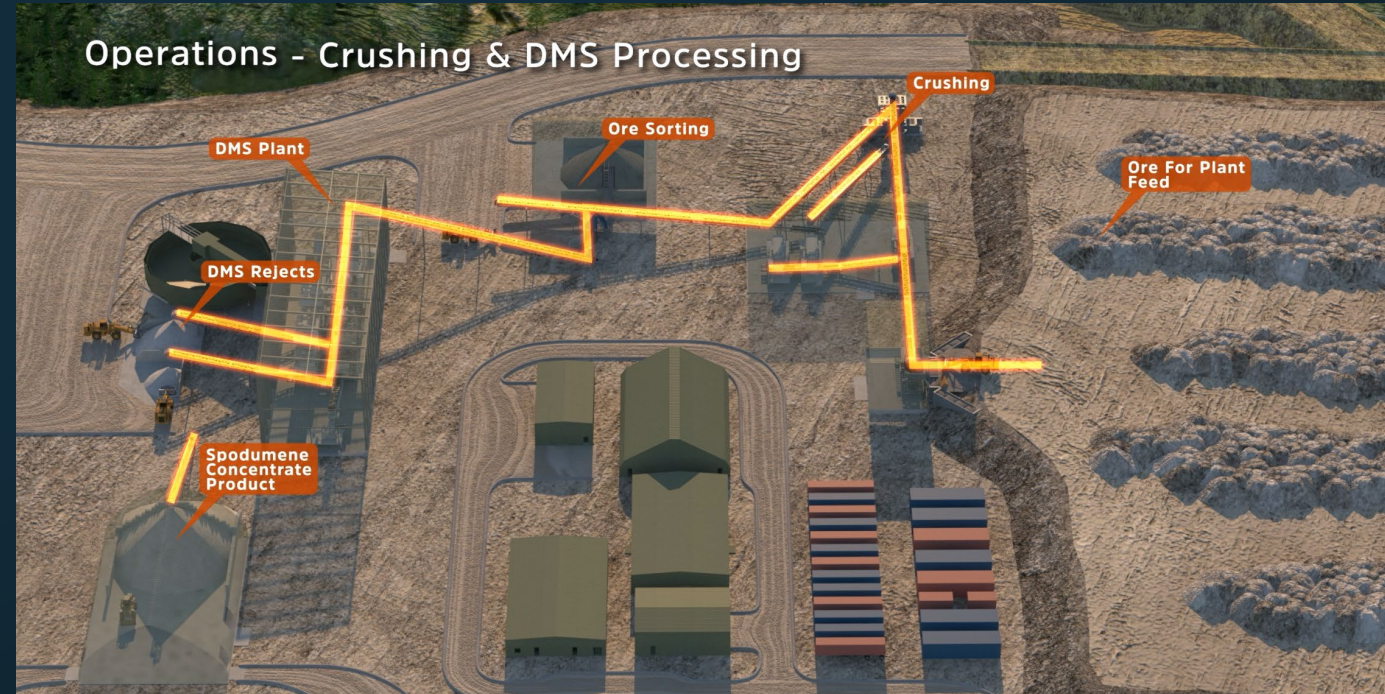 Operations - Crushing & DMS Processing
Crushing
Ore Sorting
DMS Plant
Ore For Plant
Feed
DMS Rejects
Spodumene
Concentrate
Product